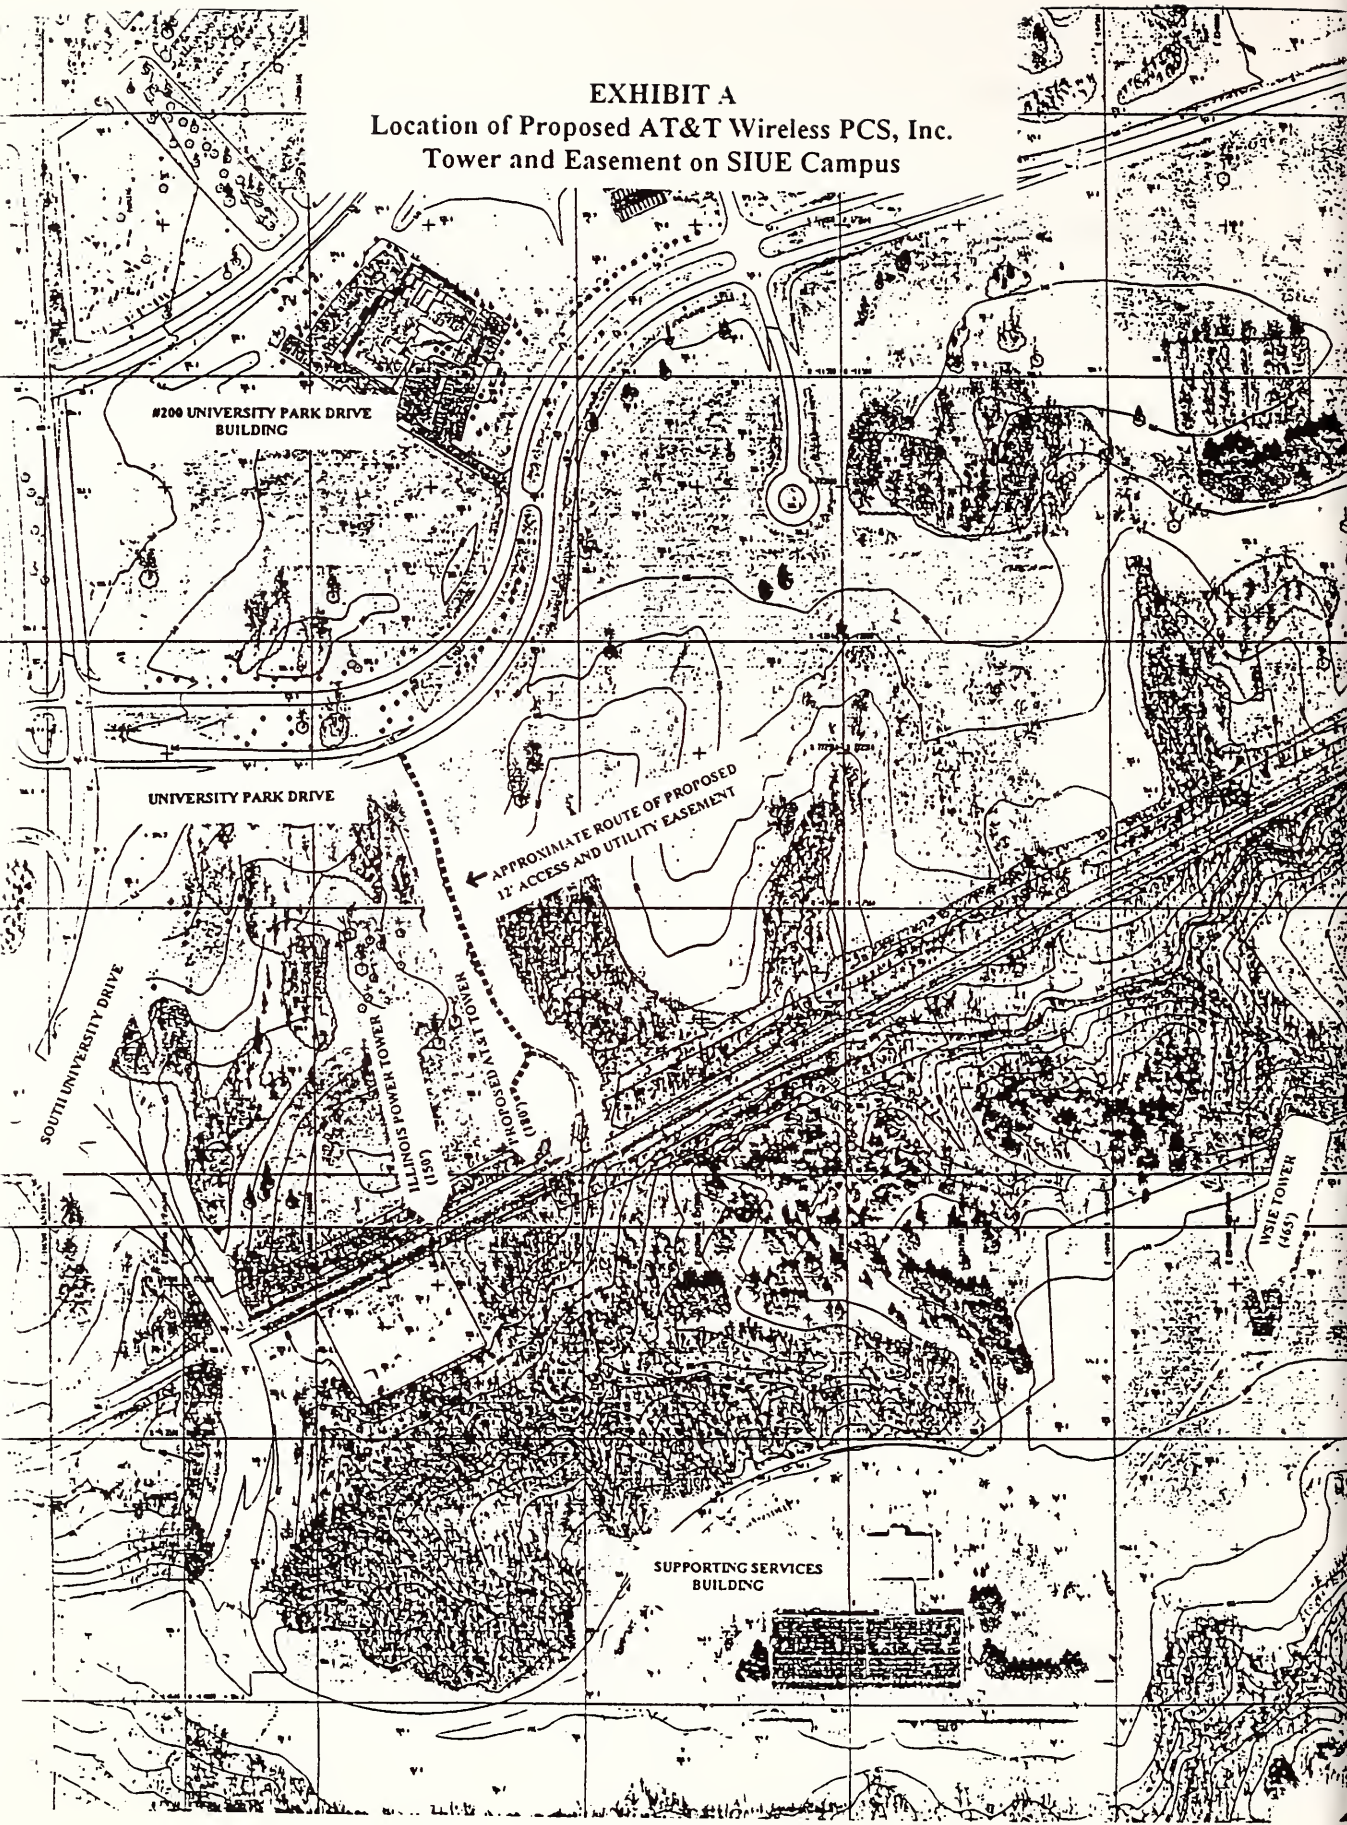 EXHIBIT A
Location of Proposed AT&T Wireless PCS, Inc.
Tower and Easement on SIUE Campus
#200 UNIVERSITY PARK DRIVE
BUILDING
UNIVERSITY PARK DRIVE
APPROXIMATE ROUTE OF PROPOSED
12' ACCESS AND UTILITY EASEMENT
SOUTH UNIVERSITY DRIVE
ILLINOIS POWER TOWER
(150')
PROPOSED AT&T TOWER
(180')
WSIE TOWER
(465')
SUPPORTING SERVICES
BUILDING